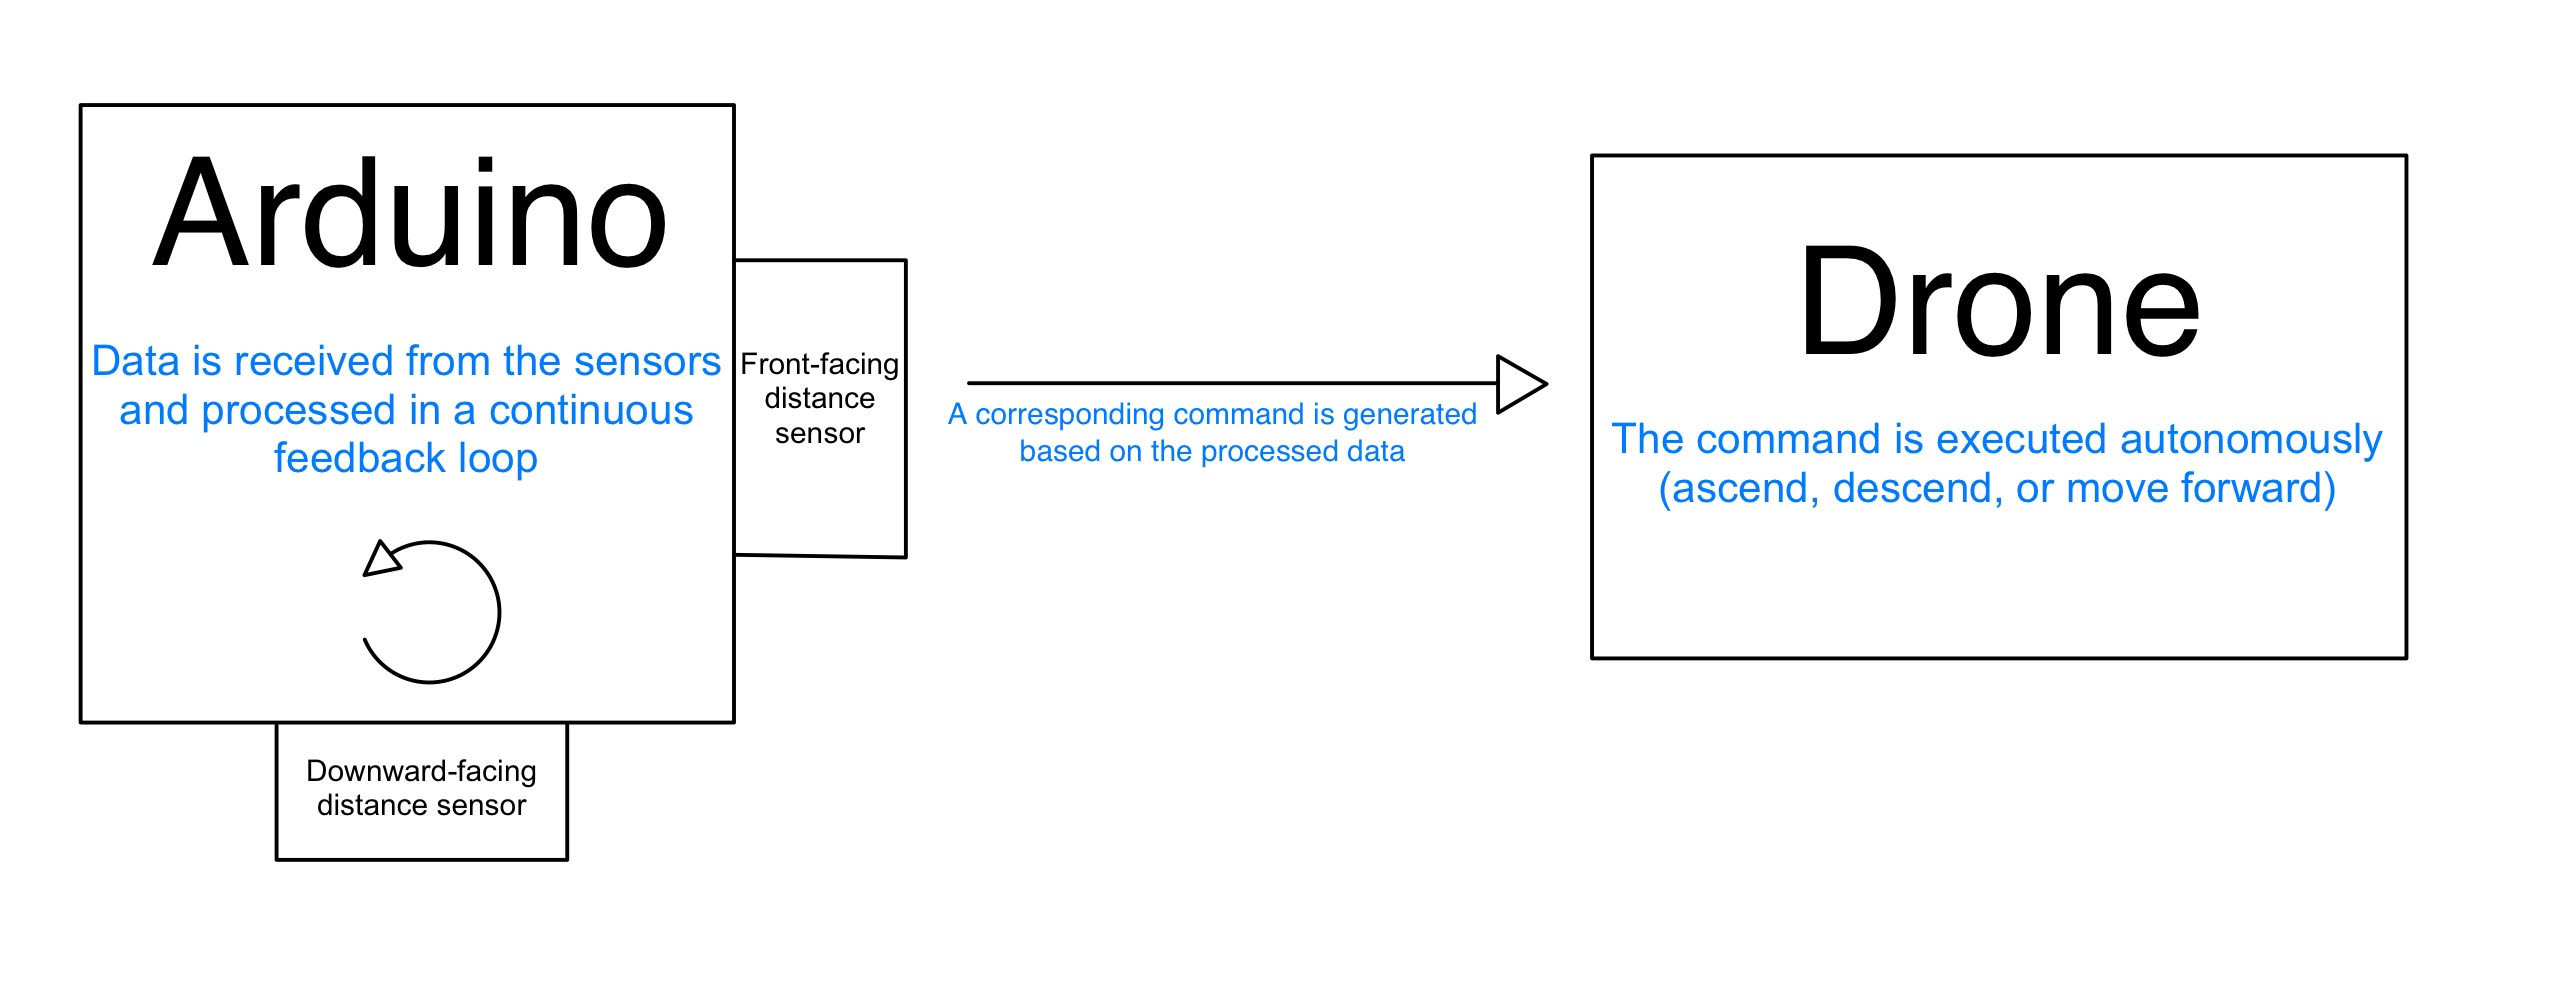 Arduino
Data is received from the sensors
and processed in a continuous
feedback loop
Front-facing
distance
sensor
Downward-facing
distance sensor
A corresponding command is generated
based on the processed data
Drone
The command is executed autonomously
(ascend, descend, or move forward)